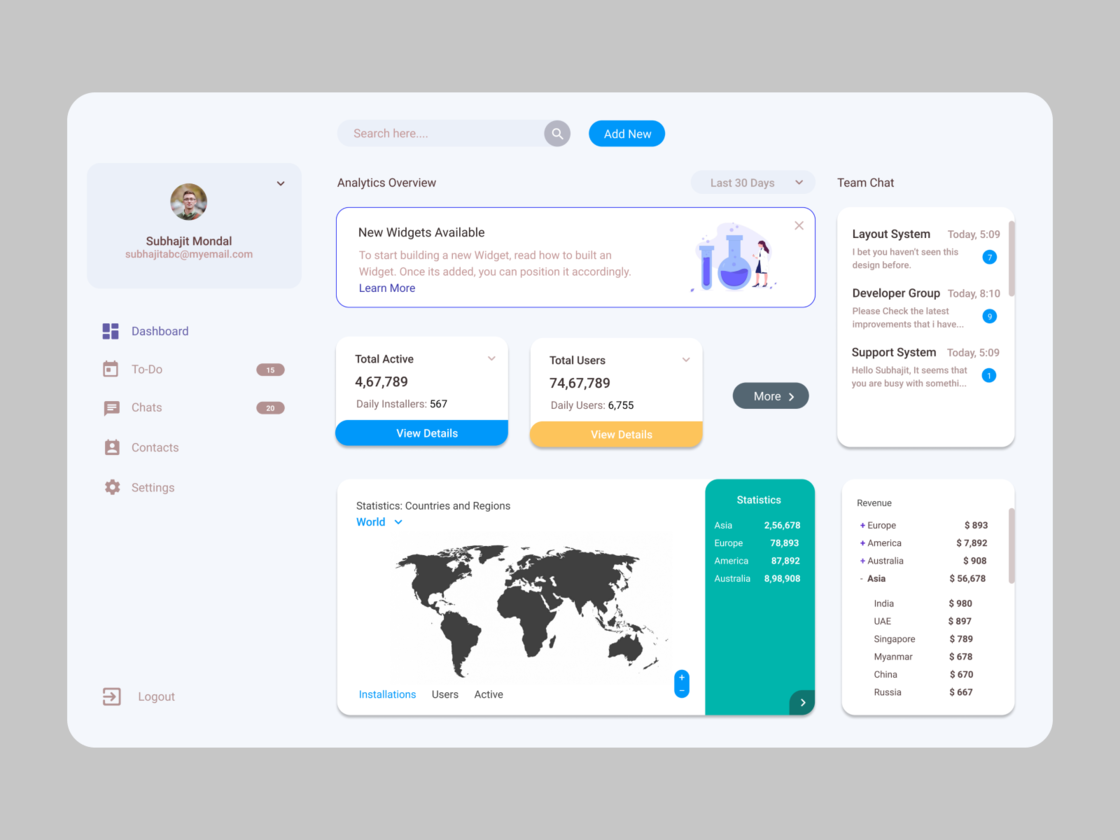 Search here....
Add New
Subhajit Mondal
subhajitabc@myemail.com
Dashboard
To-Do
15
Chats
20
Contacts
Settings
Logout
Analytics Overview
Last 30 Days
New Widgets Available
To start building a new Widget, read how to built an
Widget. Once its added, you can position it accordingly.
Learn More
Total Active
4,67,789
Daily Installers: 567
View Details
Total Users
74,67,789
Daily Users: 6,755
View Details
More
Statistics: Countries and Regions
World
Installations Users Active
+
−
Statistics
Asia 2,56,678
Europe 78,893
America 87,892
Australia 8,98,908
Team Chat
Layout System Today, 5:09
I bet you haven't seen this
design before.
7
Developer Group Today, 8:10
Please Check the latest
improvements that i have...
9
Support System Today, 5:09
Hello Subhajit, It seems that
you are busy with somethi...
1
Revenue
+ Europe $ 893
+ America $ 7,892
+ Australia $ 908
- Asia $ 56,678
India $ 980
UAE $ 897
Singapore $ 789
Myanmar $ 678
China $ 670
Russia $ 667